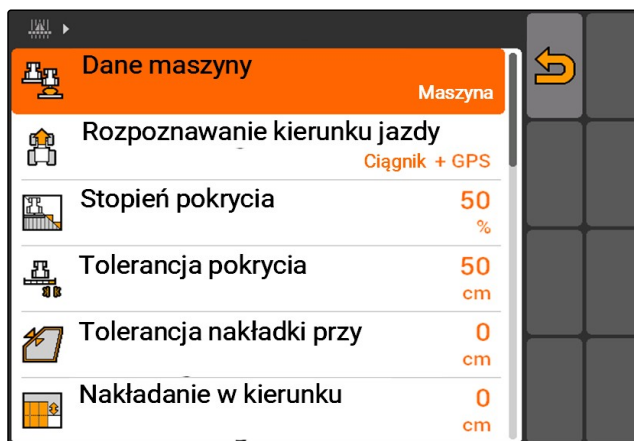 Dane maszyny
Maszyna
Rozpoznawanie kierunku jazdy
Ciągnik + GPS
Stopień pokrycia
50
%
Tolerancja pokrycia
50
cm
Tolerancja nakładki przy
0
cm
Nakładanie w kierunku
0
cm